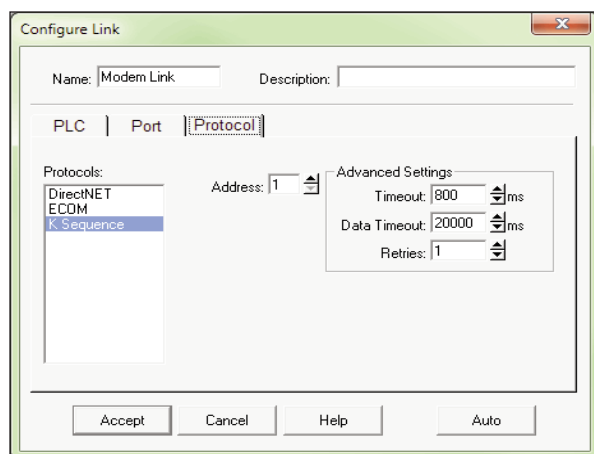 Configure Link
Name: Modem Link Description:
PLC Port Protocol
Protocols:
DirectNET
ECOM
K Sequence
Address: 1
Advanced Settings
Timeout: 800 ms
Data Timeout: 20000 ms
Retries: 1
Accept Cancel Help Auto